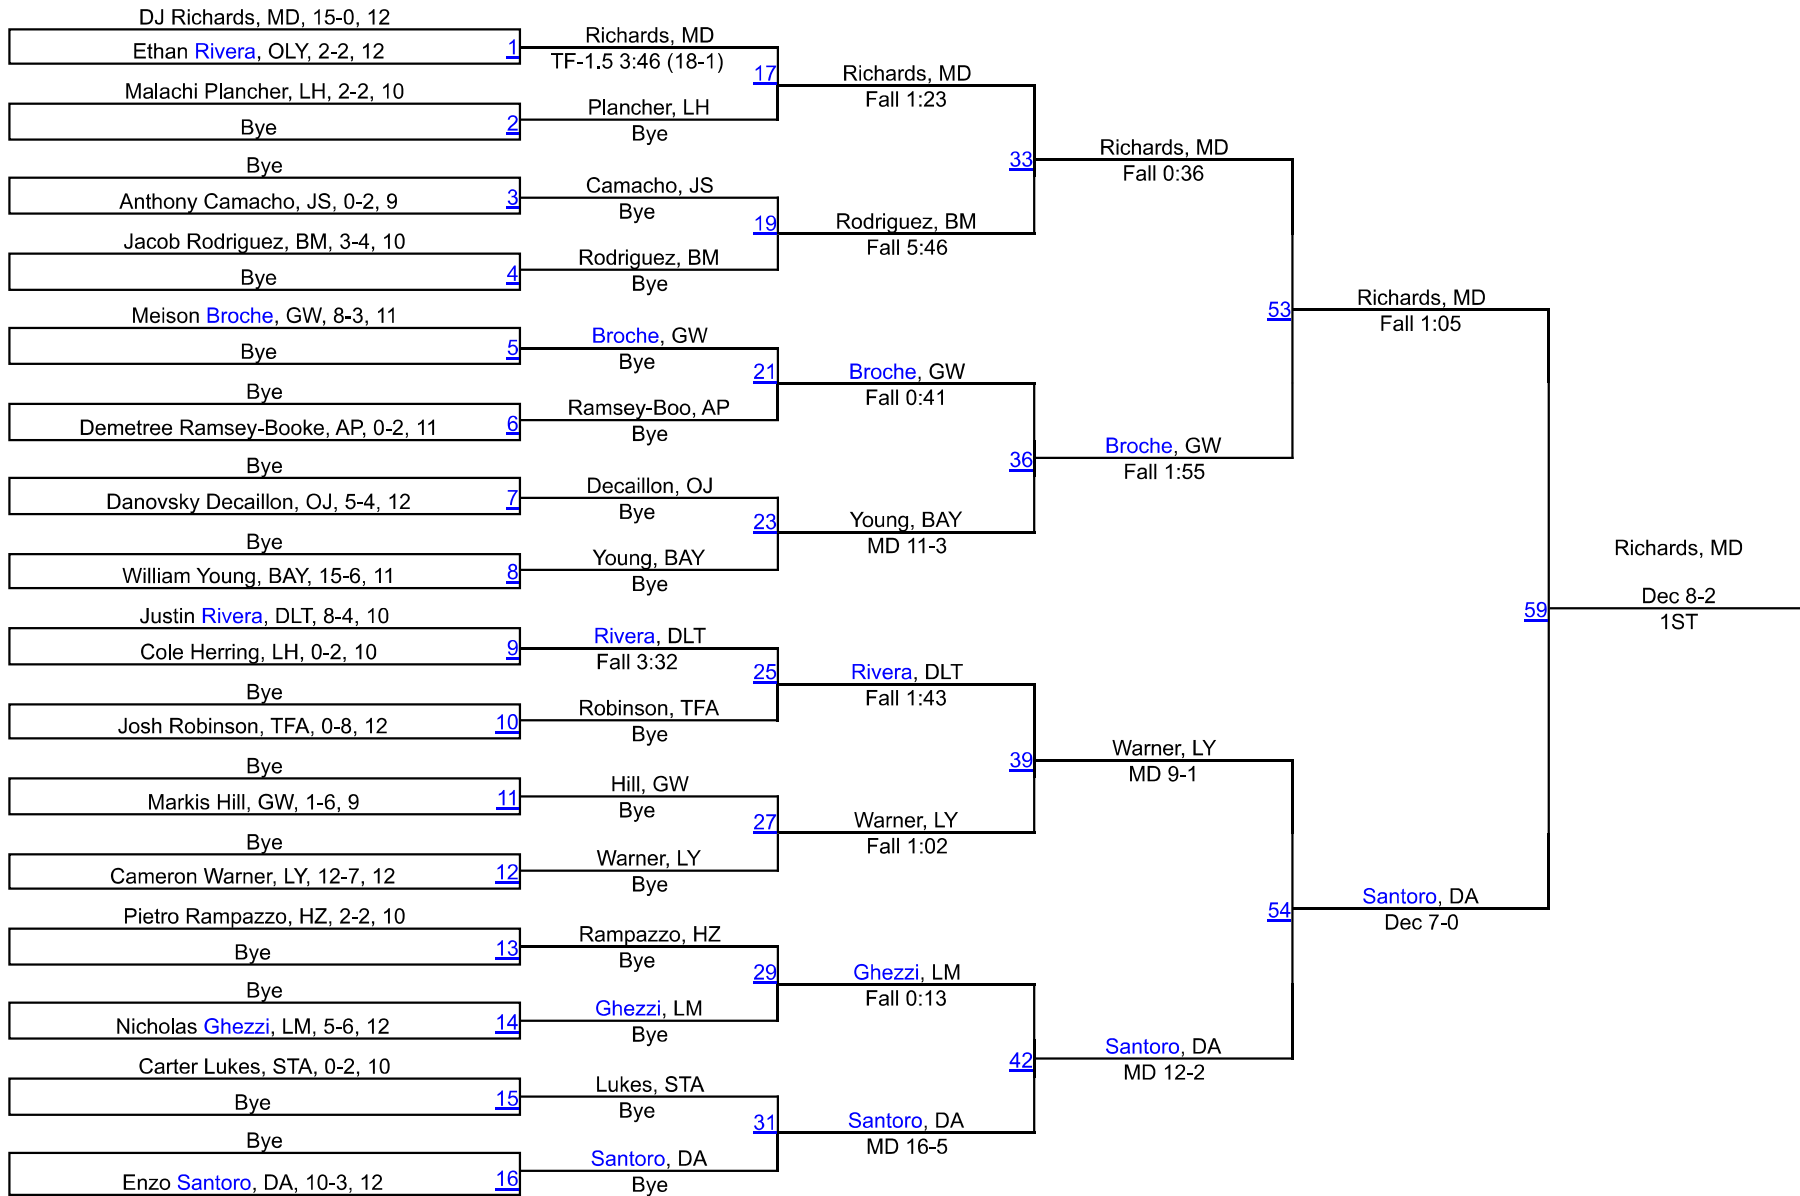 DJ Richards, MD, 15-0, 12
Ethan Rivera, OLY, 2-2, 12
1
Malachi Plancher, LH, 2-2, 10
Bye
2
Bye
Anthony Camacho, JS, 0-2, 9
3
Jacob Rodriguez, BM, 3-4, 10
Bye
4
Meison Broche, GW, 8-3, 11
Bye
5
Bye
Demetree Ramsey-Booke, AP, 0-2, 11
6
Bye
Danovsky Decaillon, OJ, 5-4, 12
7
Bye
William Young, BAY, 15-6, 11
8
Justin Rivera, DLT, 8-4, 10
Cole Herring, LH, 0-2, 10
9
Bye
Josh Robinson, TFA, 0-8, 12
10
Bye
Markis Hill, GW, 1-6, 9
11
Bye
Cameron Warner, LY, 12-7, 12
12
Pietro Rampazzo, HZ, 2-2, 10
Bye
13
Bye
Nicholas Ghezzi, LM, 5-6, 12
14
Carter Lukes, STA, 0-2, 10
Bye
15
Bye
Enzo Santoro, DA, 10-3, 12
16
Richards, MD
TF-1.5 3:46 (18-1)
17
Plancher, LH
Bye
Camacho, JS
Bye
19
Rodriguez, BM
Bye
Broche, GW
Bye
21
Ramsey-Boo, AP
Bye
Decaillon, OJ
Bye
23
Young, BAY
Bye
Rivera, DLT
Fall 3:32
25
Robinson, TFA
Bye
Hill, GW
Bye
27
Warner, LY
Bye
Rampazzo, HZ
Bye
29
Ghezzi, LM
Bye
Lukes, STA
Bye
31
Santoro, DA
Bye
Richards, MD
Fall 1:23
33
Rodriguez, BM
Fall 5:46
Broche, GW
Fall 0:41
36
Young, BAY
MD 11-3
Rivera, DLT
Fall 1:43
39
Warner, LY
Fall 1:02
Ghezzi, LM
Fall 0:13
42
Santoro, DA
MD 16-5
Richards, MD
Fall 0:36
53
Broche, GW
Fall 1:55
Warner, LY
MD 9-1
54
Santoro, DA
MD 12-2
Richards, MD
Fall 1:05
59
Santoro, DA
Dec 7-0
Richards, MD
Dec 8-2
1ST